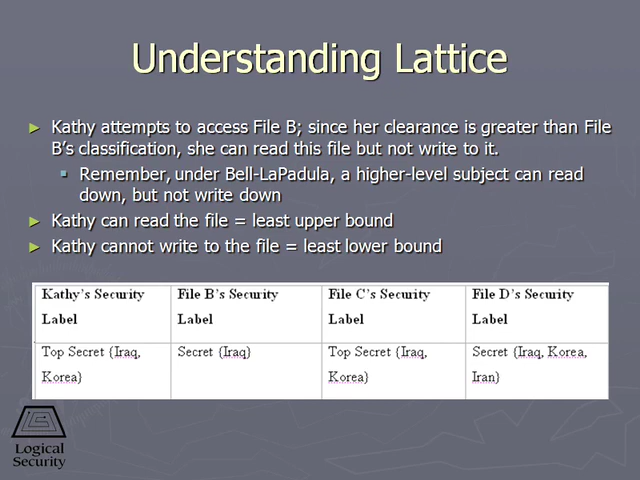 Understanding Lattice
Kathy attempts to access File B; since her clearance is greater than File
B's classification, she can read this file but not write to it.
Remember, under Bell-LaPadula, a higher-level subject can read
down, but not write down
Kathy can read the file = least upper bound
Kathy cannot write to the file = least lower bound
Kathy's Security
Label
File B's Security
Label
File C's Security
Label
File D's Security
Label
Top Secret {Iraq,
Korea}
Secret {Iraq}
Top Secret {Iraq,
Korea}
Secret {Iraq, Korea,
Iran}
Logical
Security